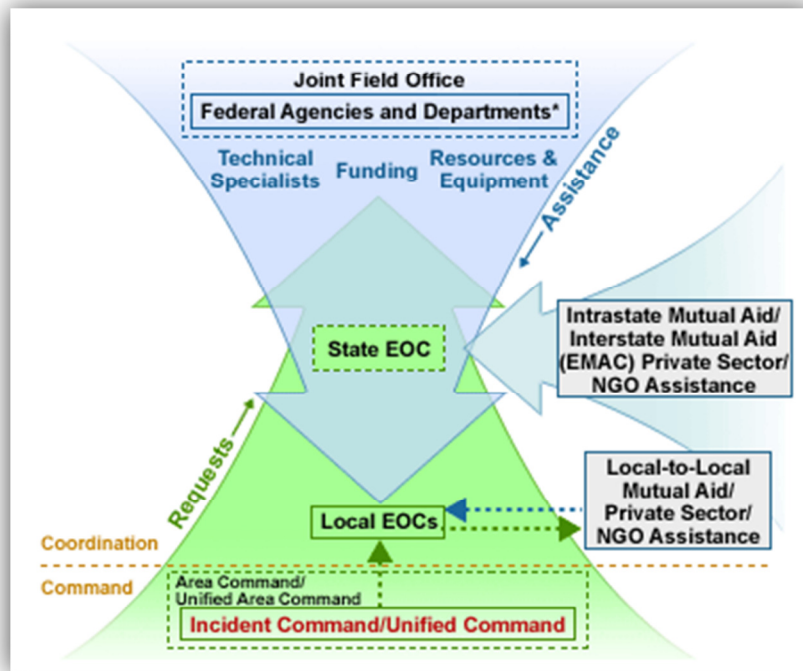 Joint Field Office
Federal Agencies and Departments*
Technical
Specialists
Funding
Resources &
Equipment
←Assistance
State EOC
Intrastate Mutual Aid/
Interstate Mutual Aid
(EMAC) Private Sector/
NGO Assistance
Requests→
Local EOCs
Local-to-Local
Mutual Aid/
Private Sector/
NGO Assistance
Coordination
Command
Area Command/
Unified Area Command
Incident Command/Unified Command